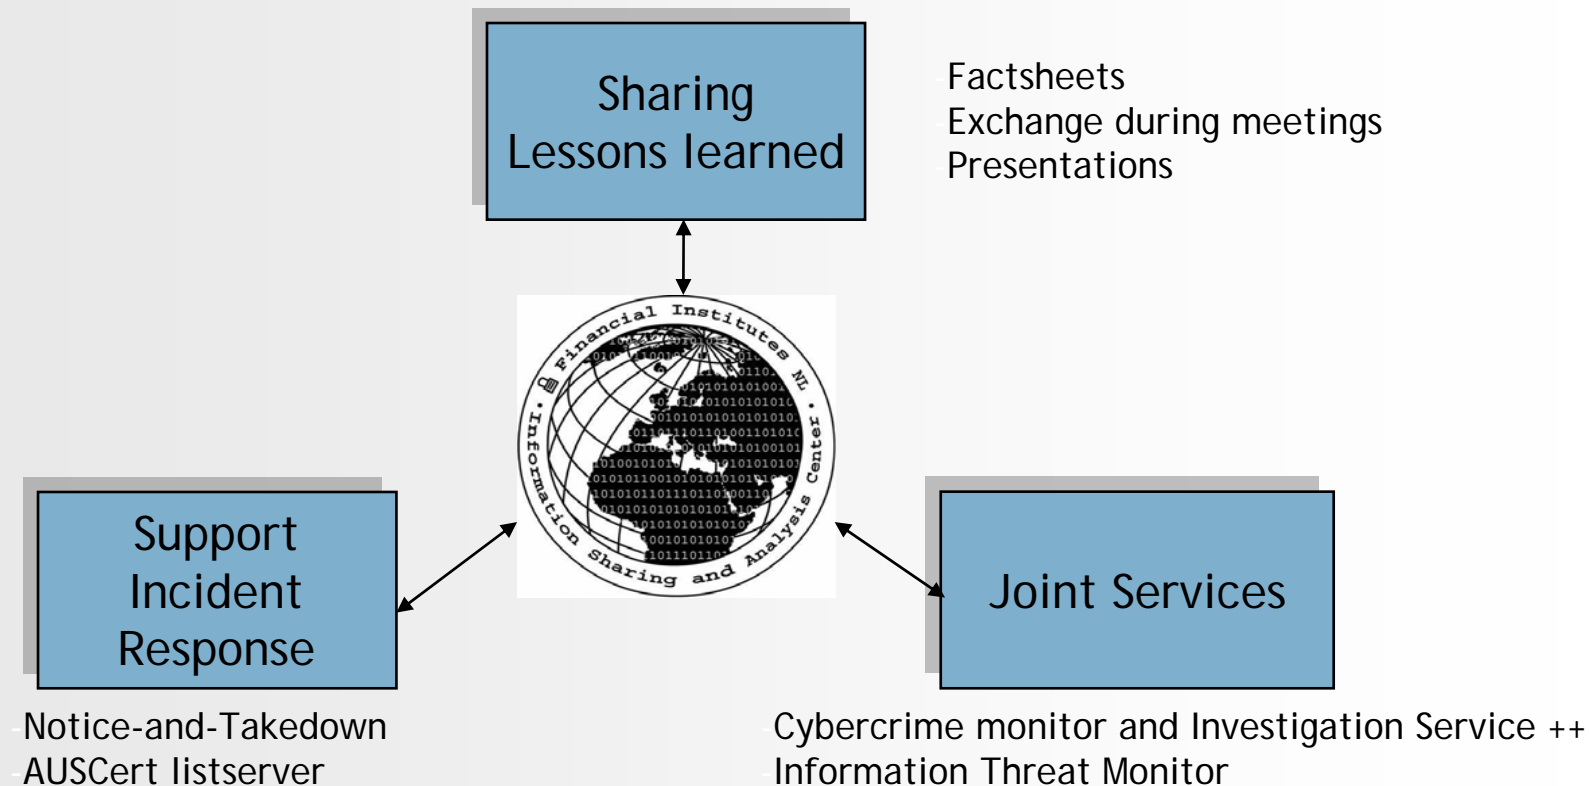 Sharing
Lessons learned
-Factsheets
-Exchange during meetings
-Presentations
Financial Institutes NL
Information Sharing and Analysis Center
Support
Incident
Response
Joint Services
-Notice-and-Takedown
-AUSCert listserver
-Cybercrime monitor and Investigation Service ++
-Information Threat Monitor